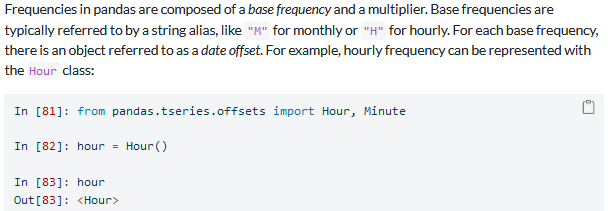 Frequencies in pandas are composed of a base frequency and a multiplier. Base frequencies are
typically referred to by a string alias, like "M" for monthly or "H" for hourly. For each base frequency,
there is an object referred to as a date offset. For example, hourly frequency can be represented with
the Hour class:
In [81]: from pandas.tseries.offsets import Hour, Minute
In [82]: hour = Hour()
In [83]: hour
Out[83]: <Hour>